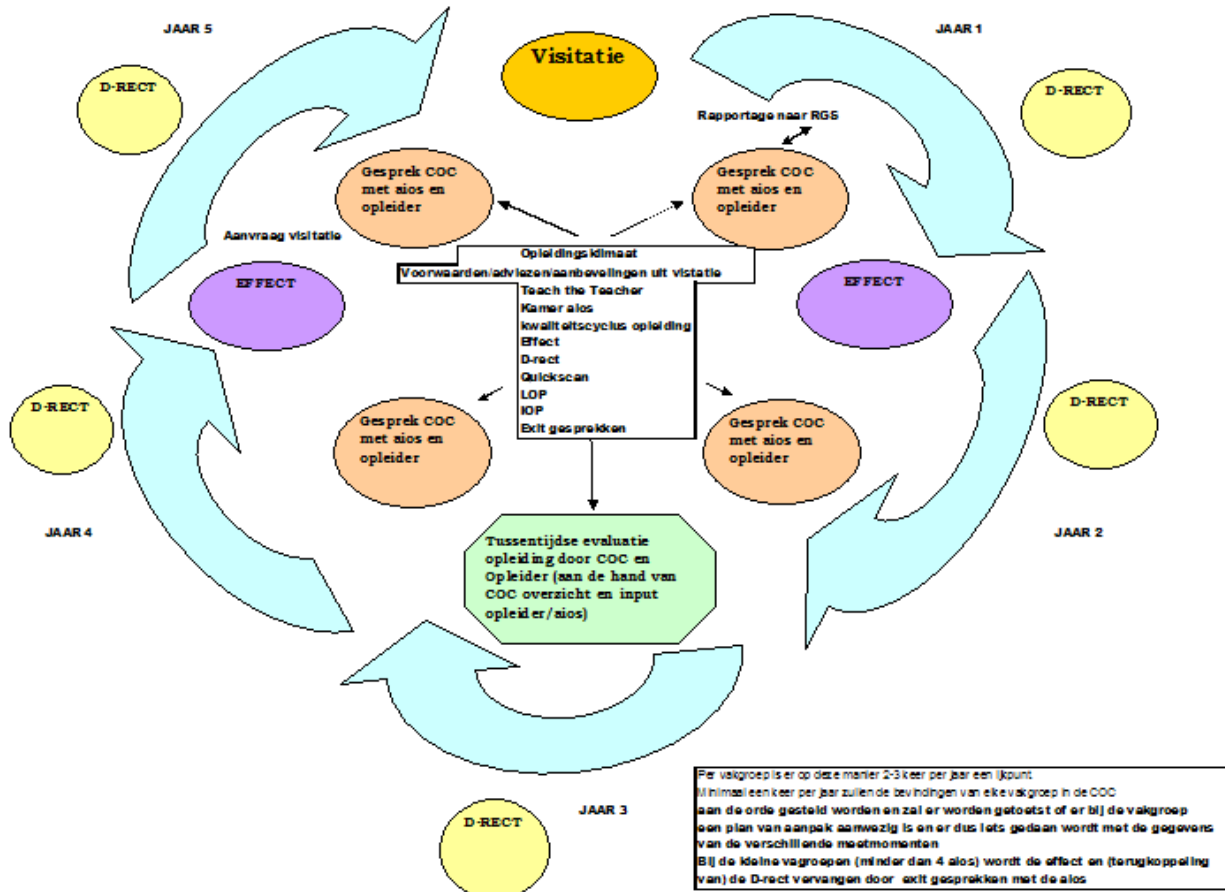 JAAR 5
Visitatie
JAAR 1
D-RECT
D-RECT
Rapportage naar RGS
Gesprek COC
met aios en
opleider
Gesprek COC
met aios en
opleider
Aanvraag visitatie
EFFECT
EFFECT
Opleidingsklimaat
Voorwaarden/adviezen/aanbevelingen uit vistatie
Teach the Teacher
Kamer aios
kwaliteitscyclus opleiding
Effect
D-rect
Quickscan
LOP
IOP
Exit gesprekken
D-RECT
D-RECT
Gesprek COC
met aios en
opleider
Gesprek COC
met aios en
opleider
JAAR 4
JAAR 2
Tussentijdse evaluatie
opleiding door COC en
Opleider (aan de hand van
COC overzicht en input
opleider/aios)
JAAR 3
D-RECT
Per vakgroep is er op deze manier 2-3 keer per jaar een ijkpunt.
Minimaal een keer per jaar zullen de bevindingen van elke vakgroep in de COC
aan de orde gesteld worden en zal er worden getoetst of er bij de vakgroep
een plan van aanpak aanwezig is en er dus iets gedaan wordt met de gegevens
van de verschillende meetmomenten
Bij de kleine vagroepen (minder dan 4 aios) wordt de effect en (terugkoppeling
van) de D-rect vervangen door exit gesprekken met de aios